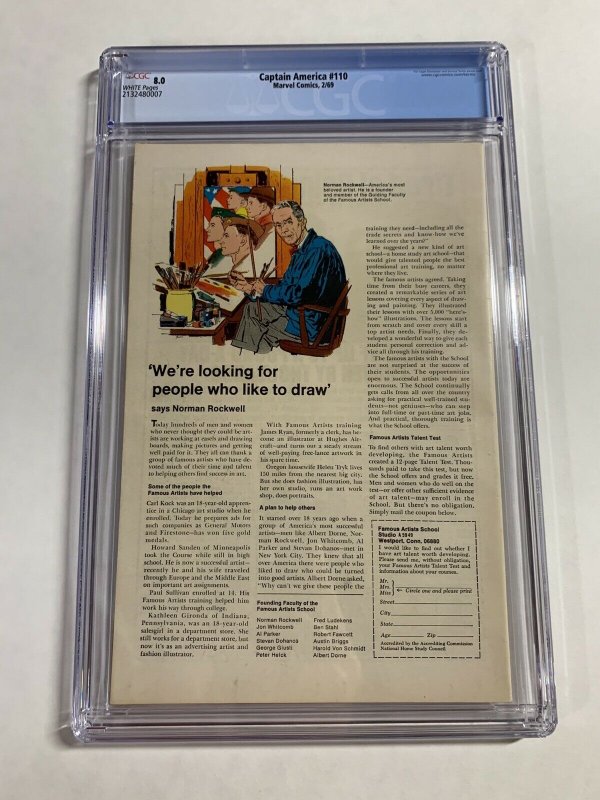 CGC 8.0
WHITE Pages
2132480007
Captain America #110
Marvel Comics, 2/69
CGC
Norman Rockwell—America's most
beloved artist. He is a founder
and member of the Guiding Faculty
of the Famous Artists School.
'We're looking for
people who like to draw'
says Norman Rockwell
Today hundreds of men and women
who never thought they could be art-
ists are working at easels and drawing
boards, making pictures and getting
well paid for it. They all can thank a
group of famous artists who have de-
voted much of their time and talent
to helping others find success in art.
Some of the people the
Famous Artists have helped
Carl Kock was an 18-year-old appren-
tice in a Chicago art studio when he
enrolled. Today he prepares ads for
such companies as General Motors
and Firestone—has won five gold
medals.
Howard Sanden of Minneapolis
took the Course while still in high
school. He is now a successful artist—
recently he and his wife traveled
through Europe and the Middle East
on important art assignments.
Paul Sullivan enrolled at 14. His
Famous Artists training helped him
work his way through college.
Kathleen Gironda of Indiana,
Pennsylvania, was an 18-year-old
salesgirl in a department store. She
still works for a department store, but
now it's as an advertising artist and
fashion illustrator.
With Famous Artists training
James Ryan, formerly a clerk, has be-
come an illustrator at Hughes Air-
craft—and turns out a steady stream
of well-paying free-lance artwork in
his spare time.
Oregon housewife Helen Tryk lives
150 miles from the nearest big city.
But she does fashion illustration, has
her own studio, runs an art work
shop, does portraits.
A plan to help others
It started over 18 years ago when a
group of America's most successful
artists—men like Albert Dorne, Nor-
man Rockwell, Jon Whitcomb, Al
Parker and Stevan Dohanos—met in
New York City. They knew that all
over America there were people who
liked to draw who could be turned
into good artists. Albert Dorne asked,
"Why can't we give these people the
Founding Faculty of the
Famous Artists School
Norman Rockwell
Jon Whitcomb
Al Parker
Stevan Dohanos
George Giusti
Peter Helck
Fred Ludekens
Ben Stahl
Robert Fawcett
Austin Briggs
Harold Von Schmidt
Albert Dorne
training they need—including all the
trade secrets and know-how we've
learned over the years?"
He suggested a new kind of art
school—a home study art school—that
would give talented people the best
professional art training, no matter
where they live.
The famous artists agreed. Taking
time from their busy careers, they
created a remarkable series of art
lessons covering every aspect of draw-
ing and painting. They illustrated
their lessons with over 5,000 "here's-
how" illustrations. The lessons start
from scratch and cover every skill a
top artist needs. Finally, they de-
veloped a wonderful way to give each
student personal correction and ad-
vice all through his training.
The famous artists with the School
are not surprised at the success of
their students. The opportunities
open to successful artists today are
enormous. The School continually
gets calls from all over the country
asking for practical well-trained stu-
dents—not geniuses—who can step
into full-time or part-time art jobs.
And practical, thorough training is
what the School offers.
Famous Artists Talent Test
To find others with art talent worth
developing, the Famous Artists
created a 12-page Talent Test. Thou-
sands paid to take this test, but now
the School offers and grades it free.
Men and women who do well on the
test—or offer other sufficient evidence
of art talent—may enroll in the
School. But there's no obligation.
Simply mail the coupon below.
Famous Artists School
Studio
Westport, Conn. 06880
I would like to find out whether I
have art talent worth developing.
Please send me, without obligation,
your Famous Artists Talent Test and
information about your courses.
Mr.
Mrs.
Miss
Circle one and please print
Street
City
State
Age Zip
Accredited by the Accrediting Commission
National Home Study Council